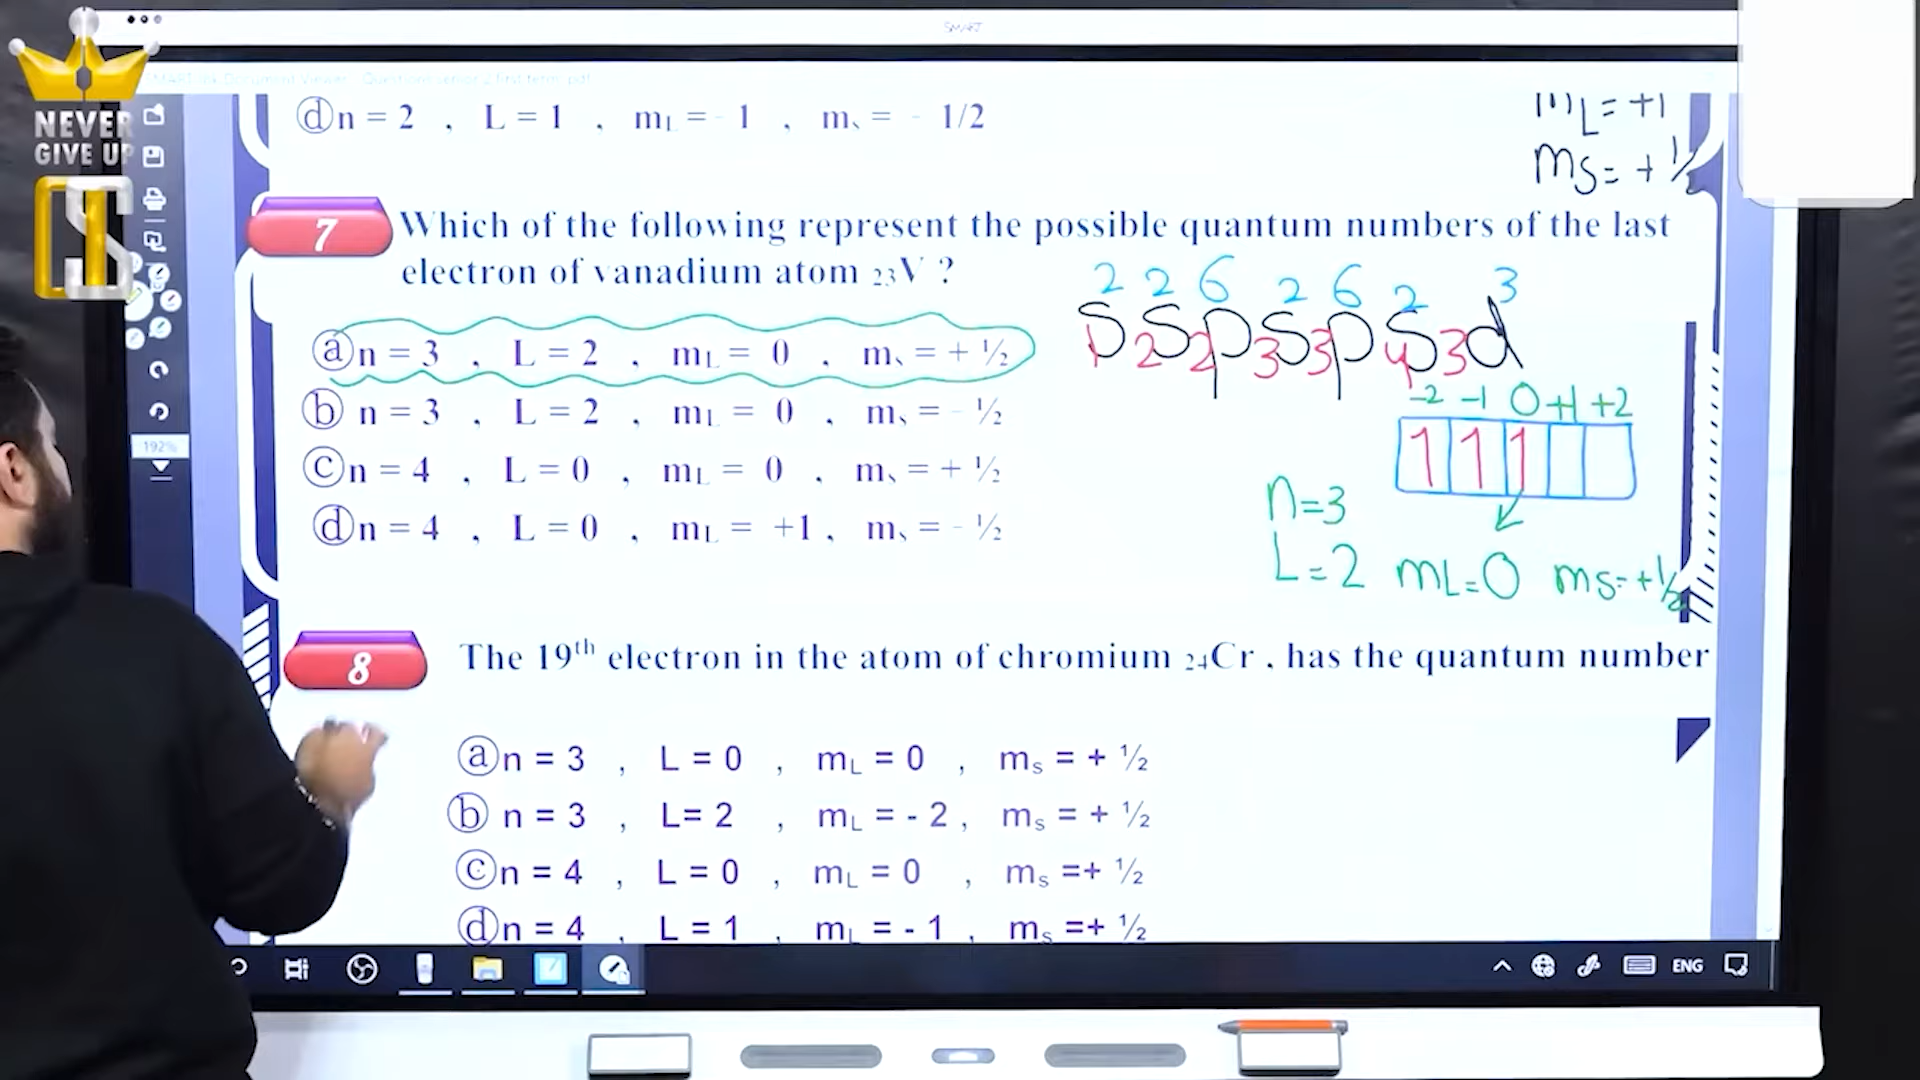 SMART
NEVER
GIVE UP
ⓓ n = 2 , L = 1 , mL = - 1 , ms = - 1/2
mL = +1
ms = + 1/2
7 Which of the following represent the possible quantum numbers of the last
electron of vanadium atom 23V ?
2 2 6 2 6 2 3
1S 2S 2p 3S 3p 4S 3d
ⓐ n = 3 , L = 2 , mL = 0 , ms = + ½
ⓑ n = 3 , L = 2 , mL = 0 , ms = - ½
ⓒ n = 4 , L = 0 , mL = 0 , ms = + ½
ⓓ n = 4 , L = 0 , mL = +1 , ms = - ½
-2 -1 0 +1 +2
1 1 1
n=3
L=2 mL=0 ms=+½
192%
8 The 19th electron in the atom of chromium 24Cr , has the quantum number
ⓐ n = 3 , L = 0 , mL = 0 , ms = + ½
ⓑ n = 3 , L= 2 , mL = - 2 , ms = + ½
ⓒ n = 4 , L = 0 , mL = 0 , ms =+ ½
ⓓ n = 4 , L = 1 , mL = - 1 , ms =+ ½
ENG